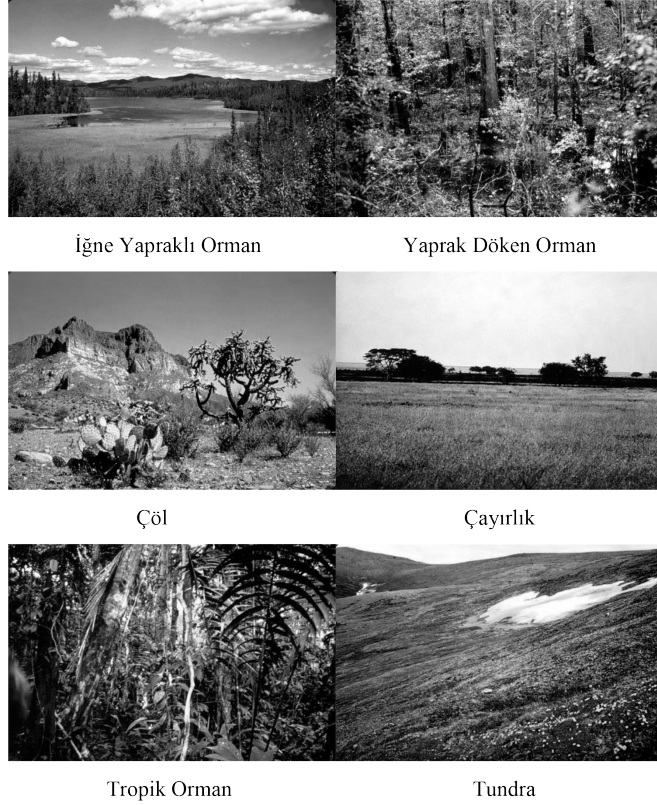 İğne Yapraklı Orman
Yaprak Döken Orman
Çöl
Çayırlık
Tropik Orman
Tundra